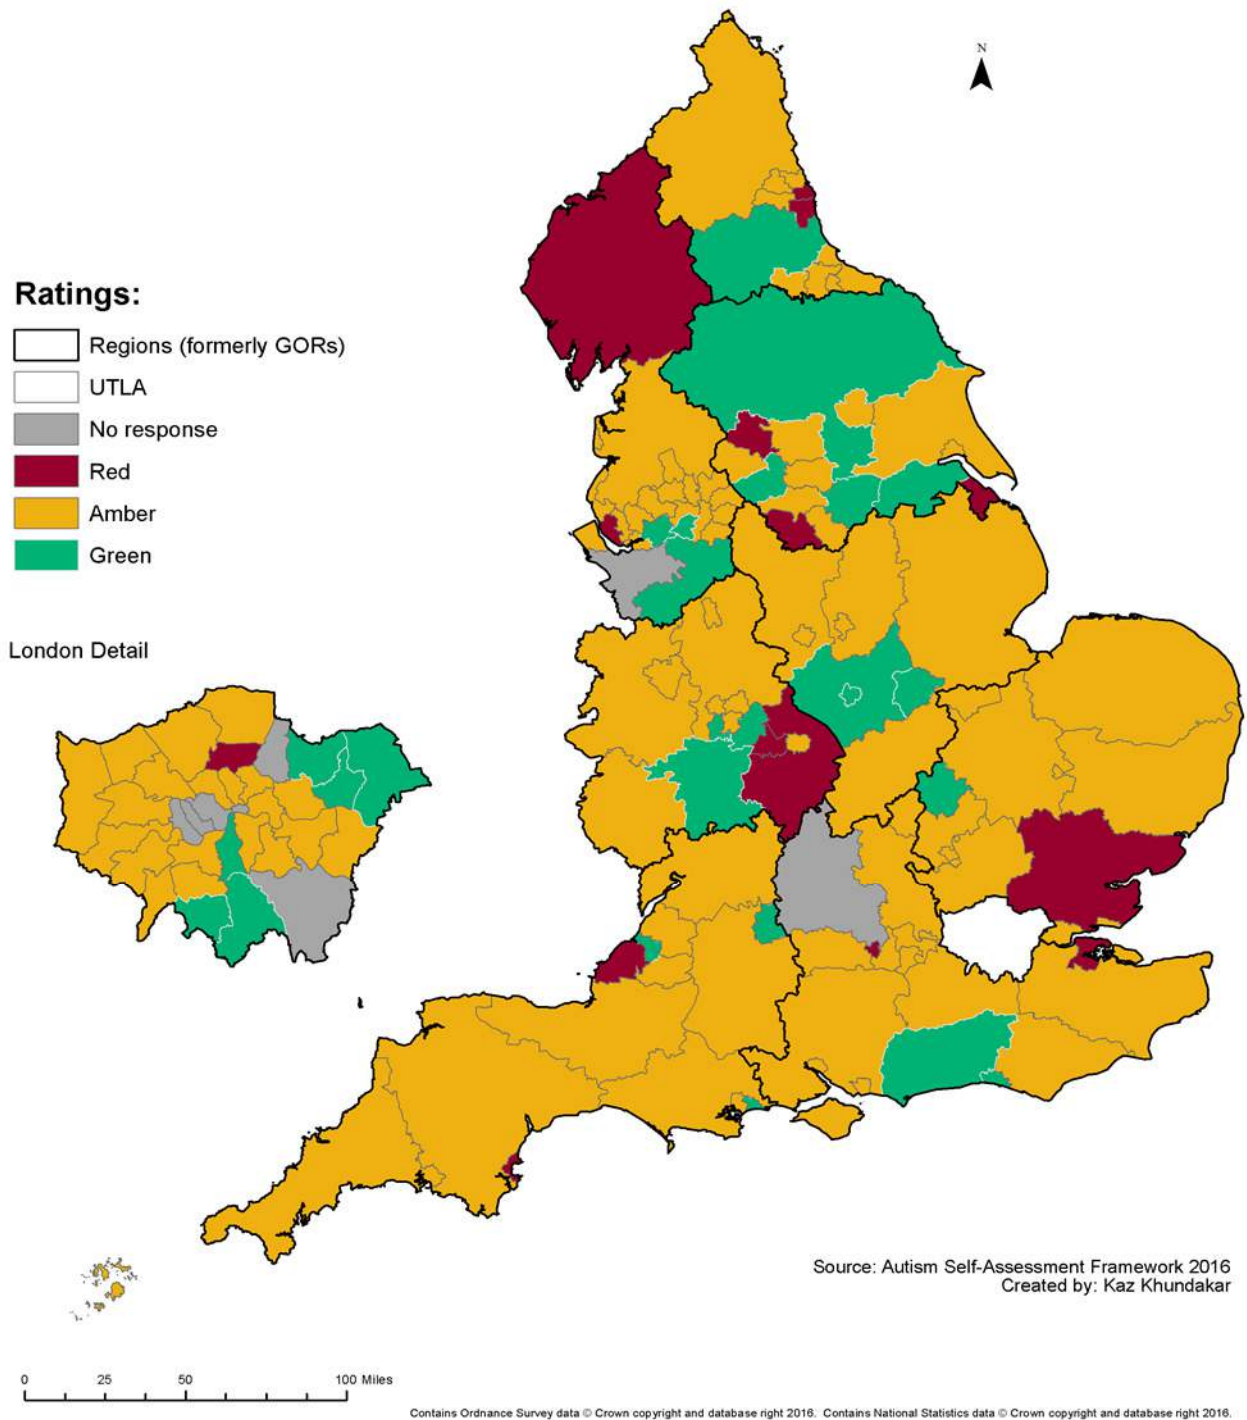 N
Ratings:
Regions (formerly GORs)
UTLA
No response
Red
Amber
Green
London Detail
Source: Autism Self-Assessment Framework 2016
Created by: Kaz Khundakar
0 25 50 100 Miles
Contains Ordnance Survey data © Crown copyright and database right 2016. Contains National Statistics data © Crown copyright and database right 2016.